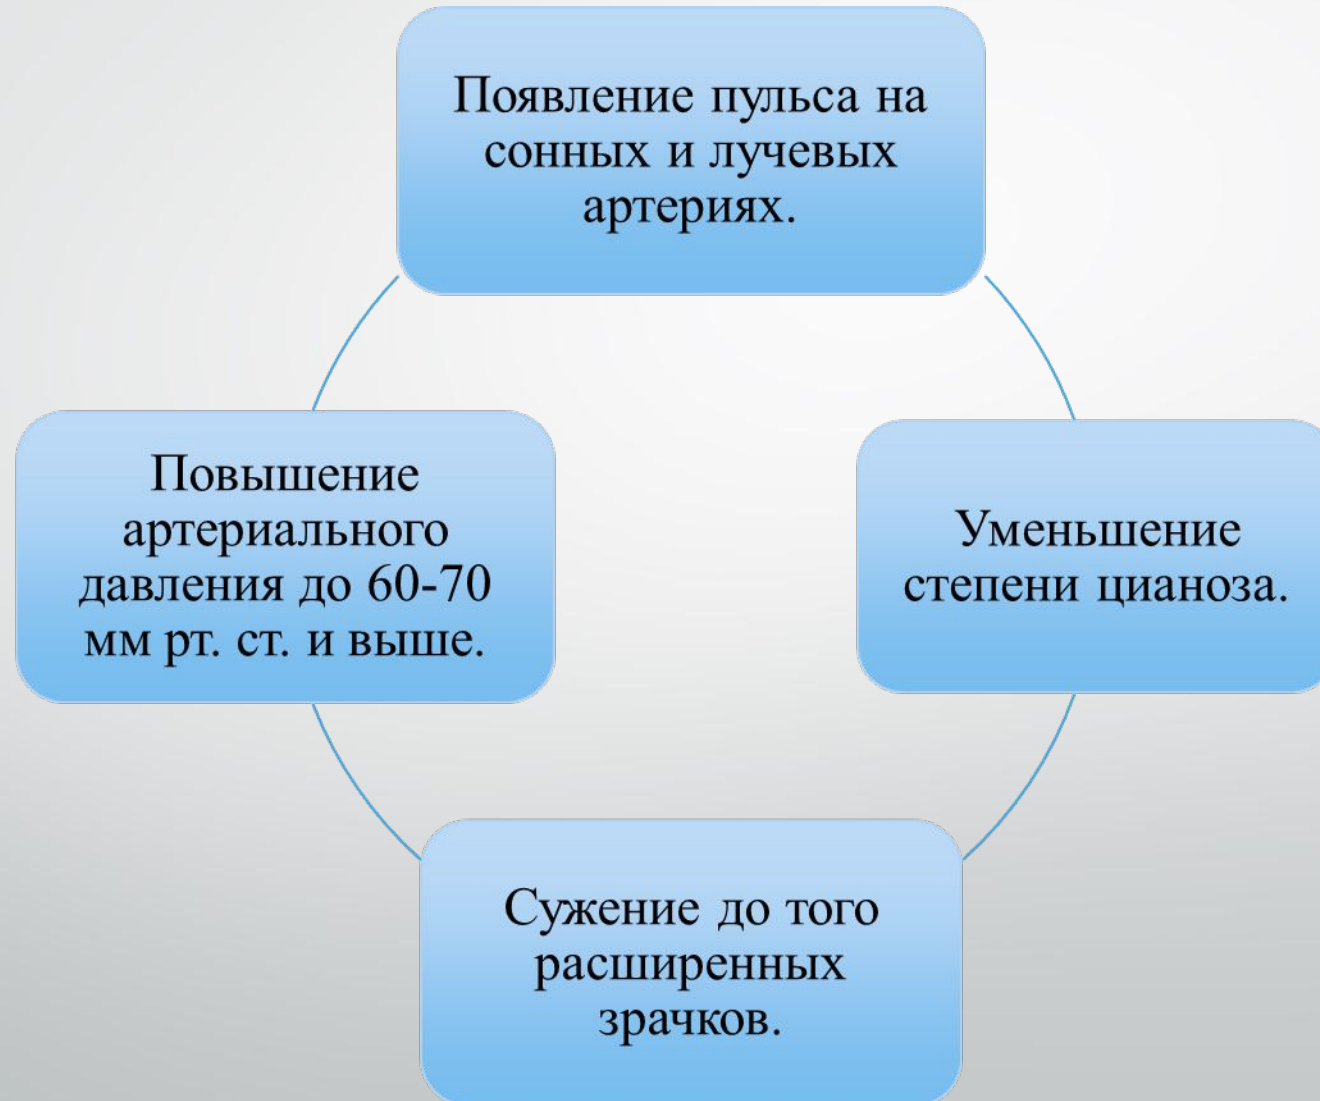 Появление пульса на
сонных и лучевых
артериях.
Повышение
артериального
давления до 60-70
мм рт. ст. и выше.
Уменьшение
степени цианоза.
Сужение до того
расширенных
зрачков.